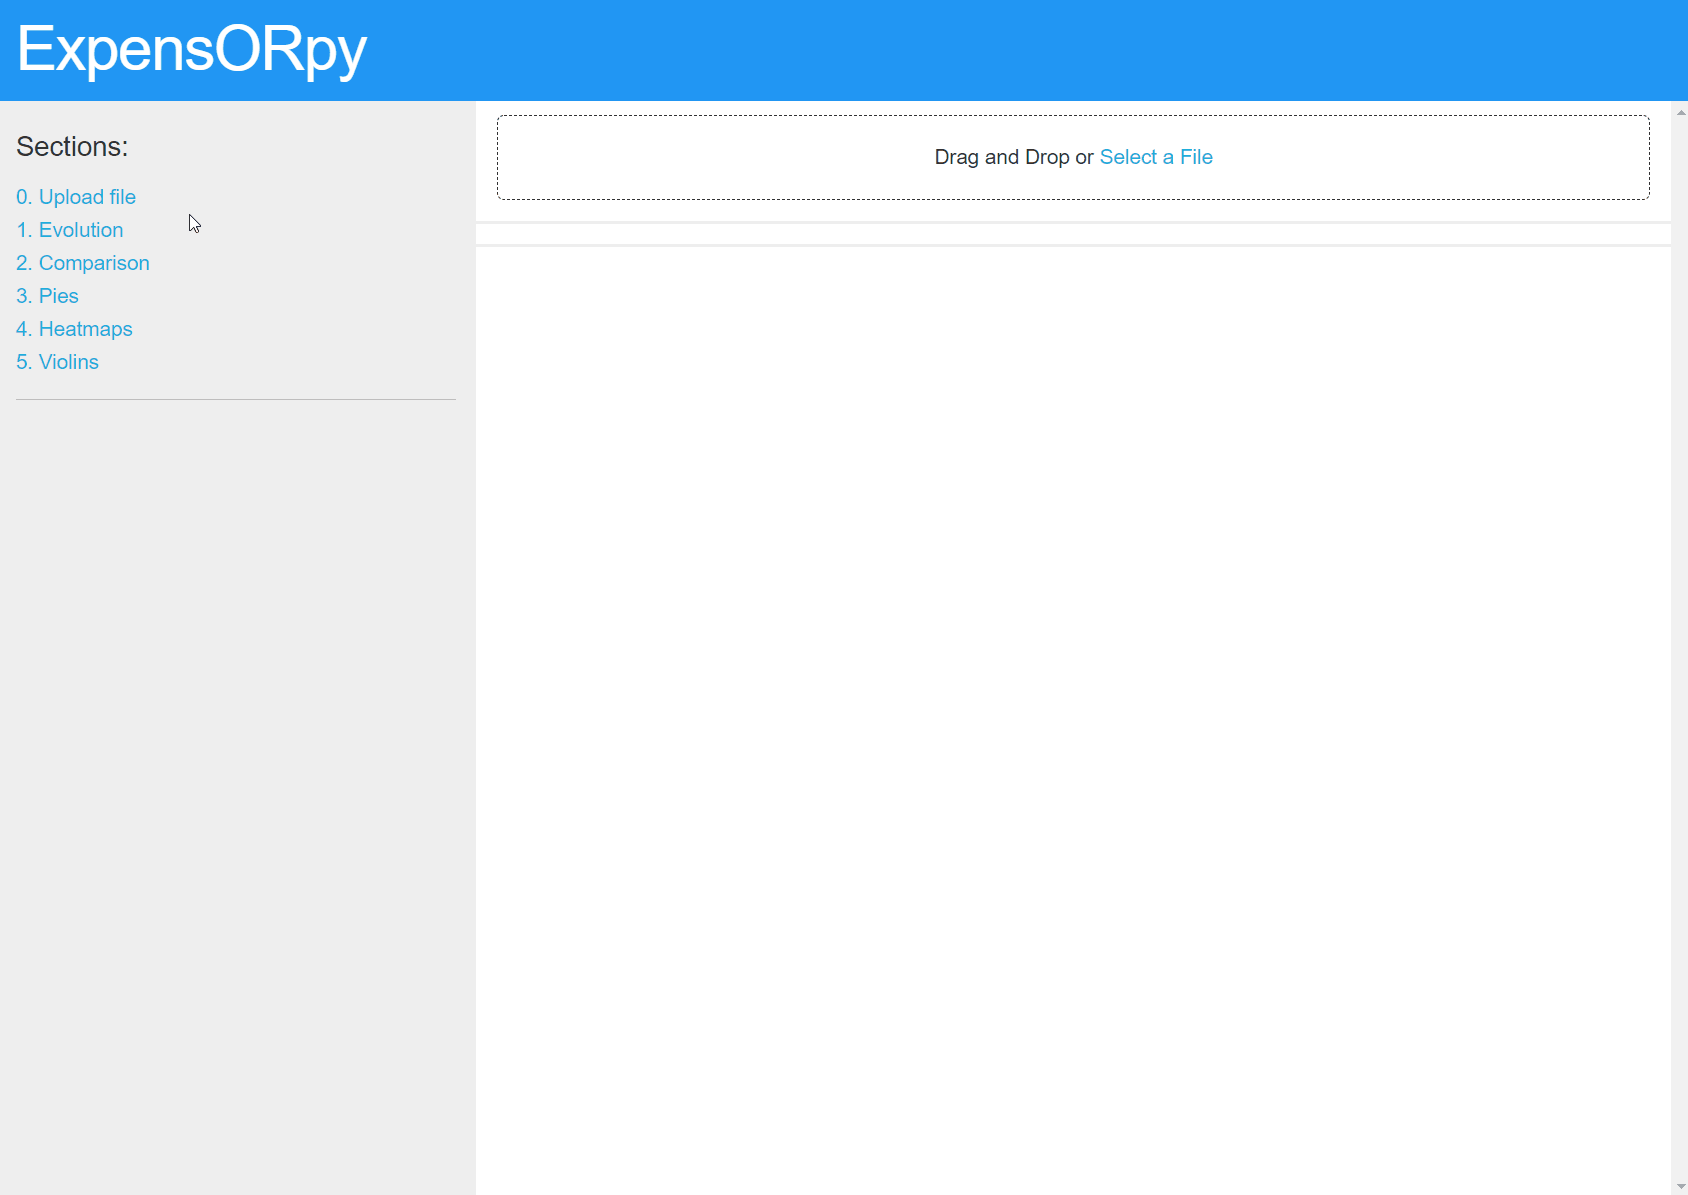 ExpensORpy
Sections:
0. Upload file
1. Evolution
2. Comparison
3. Pies
4. Heatmaps
5. Violins
Drag and Drop or Select a File